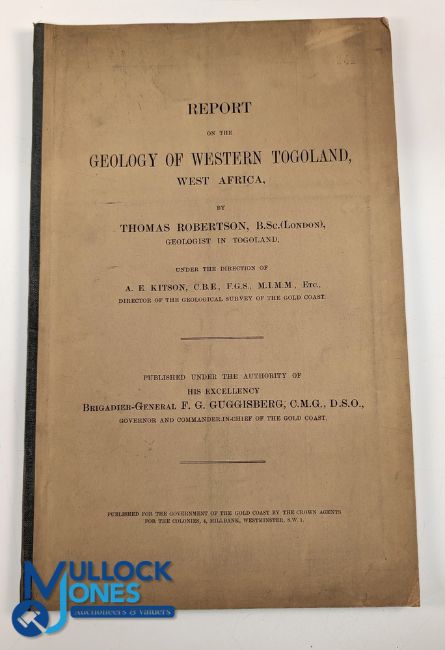 REPORT
ON THE
GEOLOGY OF WESTERN TOGOLAND,
WEST AFRICA,
BY
THOMAS ROBERTSON, B.Sc.(London),
GEOLOGIST IN TOGOLAND.
UNDER THE DIRECTION OF
A. E. KITSON, C.B.E., F.G.S., M.I.M.M., Etc.,
DIRECTOR OF THE GEOLOGICAL SURVEY OF THE GOLD COAST.
PUBLISHED UNDER THE AUTHORITY OF
HIS EXCELLENCY
Brigadier-General F. G. GUGGISBERG, C.M.G., D.S.O.,
GOVERNOR AND COMMANDER-IN-CHIEF OF THE GOLD COAST.
PUBLISHED FOR THE GOVERNMENT OF THE GOLD COAST BY THE CROWN AGENTS
FOR THE COLONIES, 4, MILLBANK, WESTMINSTER, S.W. 1.
MULLOCK
JONES
Auctioneers & Valuers